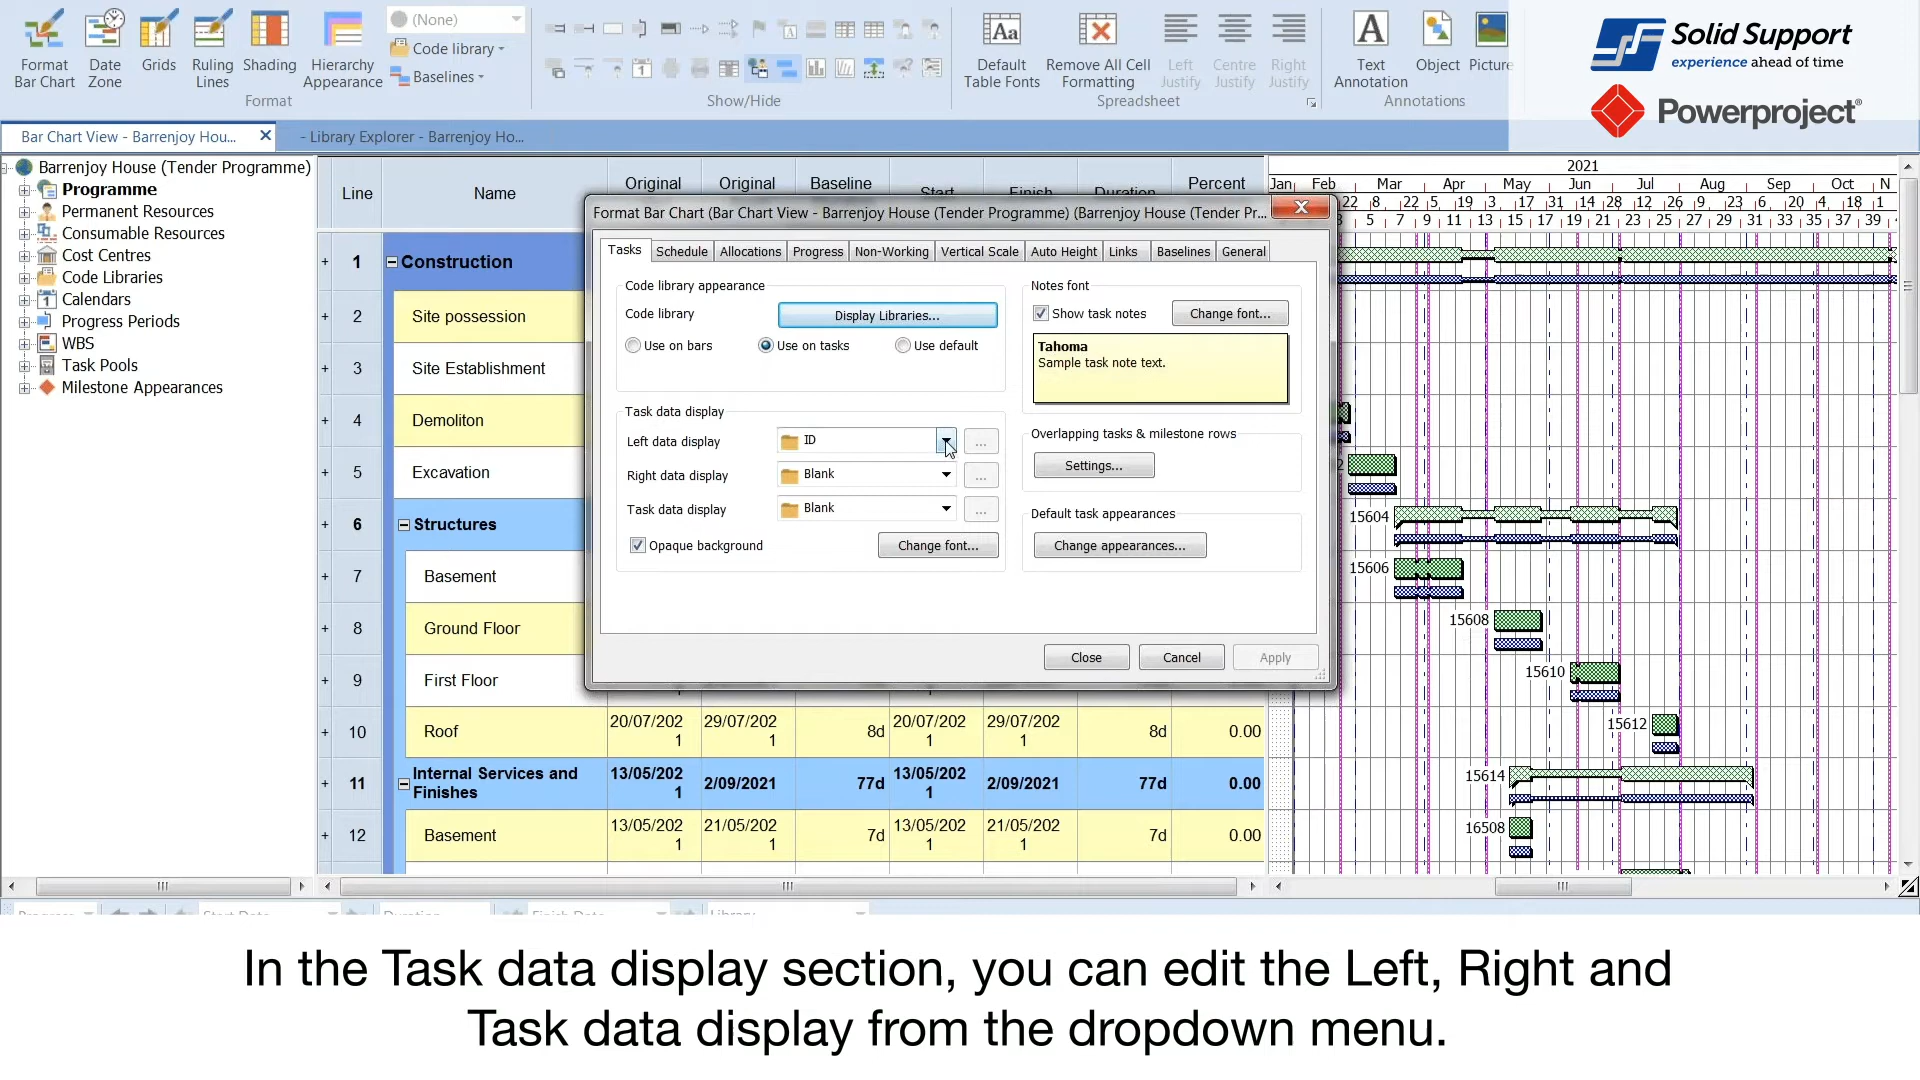 (None)
Code library
Baselines
Format Bar Chart
Date Zone
Grids
Ruling Lines
Shading
Hierarchy Appearance
Format
Show/Hide
Default Table Fonts
Remove All Cell Formatting
Left Justify
Centre Justify
Right Justify
Spreadsheet
Text Annotation
Object
Picture
Annotations
Solid Support
experience ahead of time
Powerproject®
Bar Chart View - Barrenjoy Hou...
- Library Explorer - Barrenjoy Ho...
Barrenjoy House (Tender Programme)
Programme
Permanent Resources
Consumable Resources
Cost Centres
Code Libraries
Calendars
Progress Periods
WBS
Task Pools
Milestone Appearances
Line Name Original Original Baseline Start Finish Duration Percent
2021
Jan Feb Mar Apr May Jun Jul Aug Sep Oct N
1 Construction
2 Site possession
3 Site Establishment
4 Demoliton
5 Excavation
6 Structures
7 Basement
8 Ground Floor
9 First Floor
10 Roof 20/07/2021 29/07/2021 8d 20/07/2021 29/07/2021 8d 0.00
11 Internal Services and Finishes 13/05/2021 2/09/2021 77d 13/05/2021 2/09/2021 77d 0.00
12 Basement 13/05/2021 21/05/2021 7d 13/05/2021 21/05/2021 7d 0.00
Format Bar Chart (Bar Chart View - Barrenjoy House (Tender Programme) (Barrenjoy House (Tender Pr...
Tasks Schedule Allocations Progress Non-Working Vertical Scale Auto Height Links Baselines General
Code library appearance
Code library Display Libraries...
Use on bars Use on tasks Use default
Task data display
Left data display ID ...
Right data display Blank ...
Task data display Blank ...
Opaque background Change font...
Notes font
Show task notes Change font...
Tahoma
Sample task note text.
Overlapping tasks & milestone rows
Settings...
Default task appearances
Change appearances...
Close Cancel Apply
15604
15606
15608
15610
15612
15614
16508
In the Task data display section, you can edit the Left, Right and
Task data display from the dropdown menu.